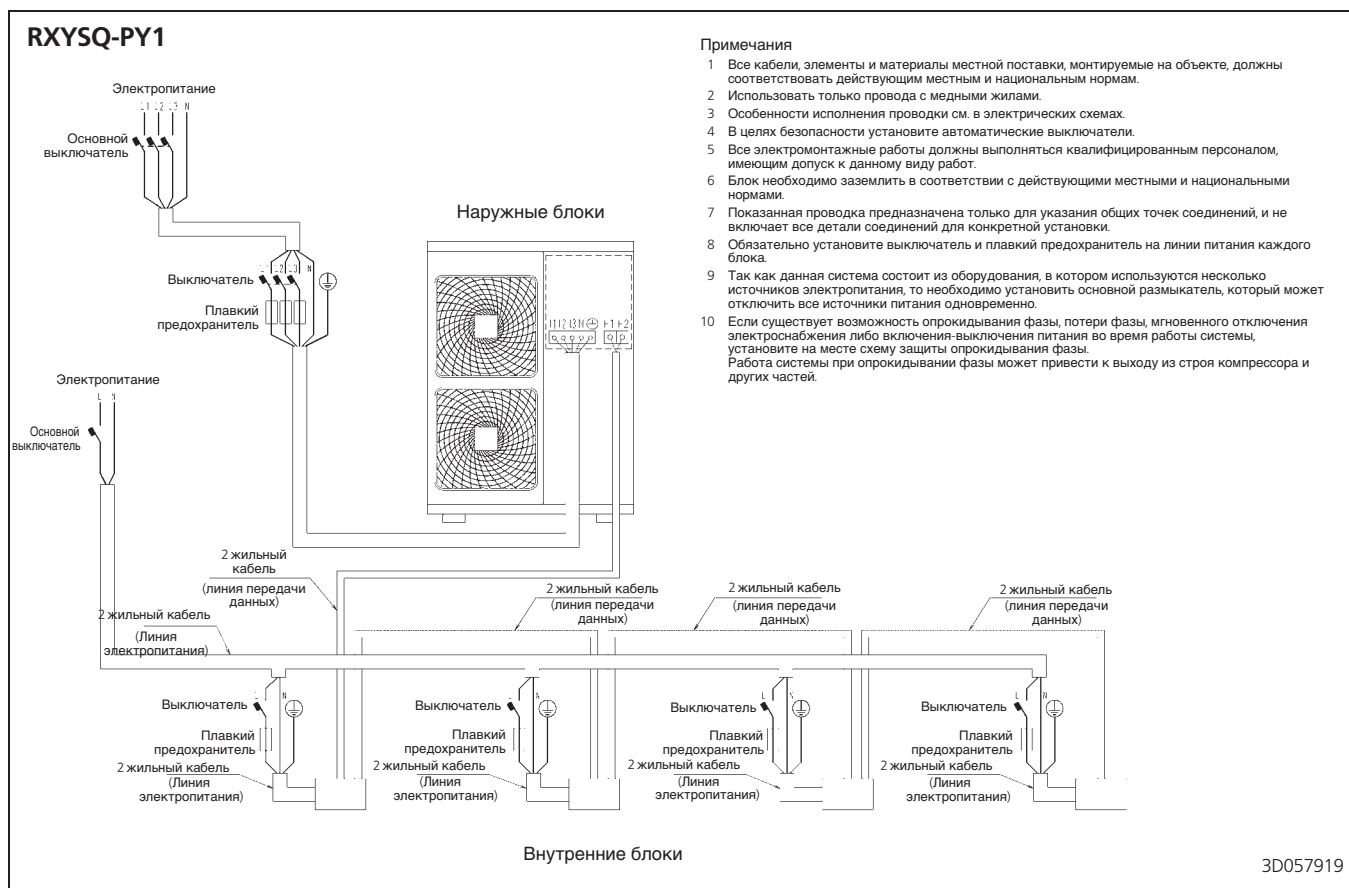 RXYSQ-PY1
Электропитание
L1 L2 L3 N
Основной
выключатель
Выключатель
L1 L2 L3 N
Плавкий
предохранитель
Наружные блоки
L1 L2 L3 N
F1 F2
Примечания
1 Все кабели, элементы и материалы местной поставки, монтируемые на объекте, должны
соответствовать действующим местным и национальным нормам.
2 Использовать только провода с медными жилами.
3 Особенности исполнения проводки см. в электрических схемах.
4 В целях безопасности установите автоматические выключатели.
5 Все электромонтажные работы должны выполняться квалифицированным персоналом,
имеющим допуск к данному виду работ.
6 Блок необходимо заземлить в соответствии с действующими местными и национальными
нормами.
7 Показанная проводка предназначена только для указания общих точек соединений, и не
включает все детали соединений для конкретной установки.
8 Обязательно установите выключатель и плавкий предохранитель на линии питания каждого
блока.
9 Так как данная система состоит из оборудования, в котором используются несколько
источников электропитания, то необходимо установить основной размыкатель, который может
отключить все источники питания одновременно.
10 Если существует возможность опрокидывания фазы, потери фазы, мгновенного отключения
электроснабжения либо включения-выключения питания во время работы системы,
установите на месте схему защиты опрокидывания фазы.
Работа системы при опрокидывании фазы может привести к выходу из строя компрессора и
других частей.
Электропитание
L N
Основной
выключатель
2 жильный
кабель
(линия передачи
данных)
2 жильный кабель
(Линия
электропитания)
2 жильный кабель
(линия передачи
данных)
2 жильный кабель
(линия передачи
данных)
2 жильный кабель
(линия передачи
данных)
L N
Выключатель
Плавкий
предохранитель
2 жильный кабель
(Линия
электропитания)
L N
Выключатель
Плавкий
предохранитель
2 жильный кабель
(Линия
электропитания)
L N
Выключатель
Плавкий
предохранитель
2 жильный кабель
(Линия
электропитания)
L N
Выключатель
Плавкий
предохранитель
2 жильный кабель
(Линия
электропитания)
Внутренние блоки
3D057919